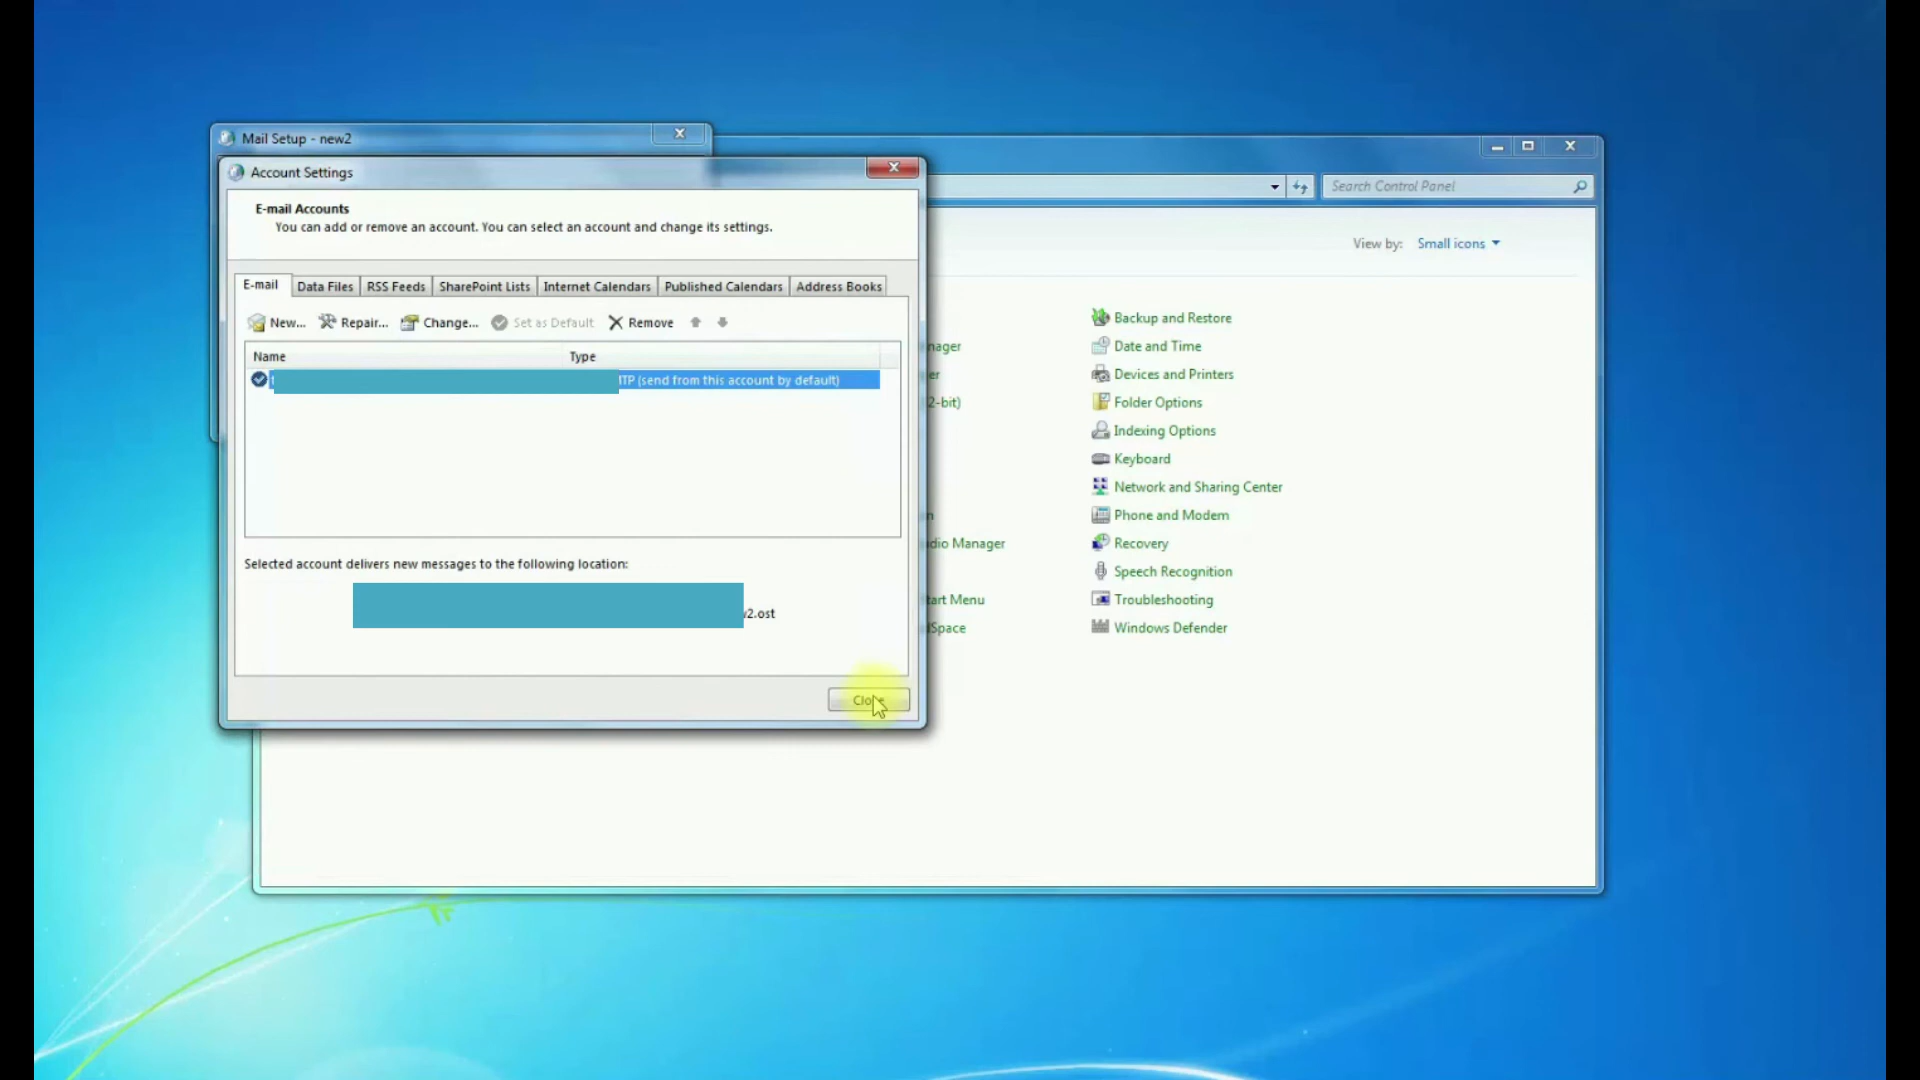 Mail Setup - new2
Account Settings
Search Control Panel
E-mail Accounts
You can add or remove an account. You can select an account and change its settings.
View by: Small icons
E-mail Data Files RSS Feeds SharePoint Lists Internet Calendars Published Calendars Address Books
New... Repair... Change... Set as Default Remove
Name Type
(send from this account by default)
Selected account delivers new messages to the following location:
2.ost
Close
Backup and Restore
Date and Time
Devices and Printers
2-bit)
Folder Options
Indexing Options
Keyboard
Network and Sharing Center
Phone and Modem
Manager
Recovery
Speech Recognition
Menu
Troubleshooting
Windows Defender